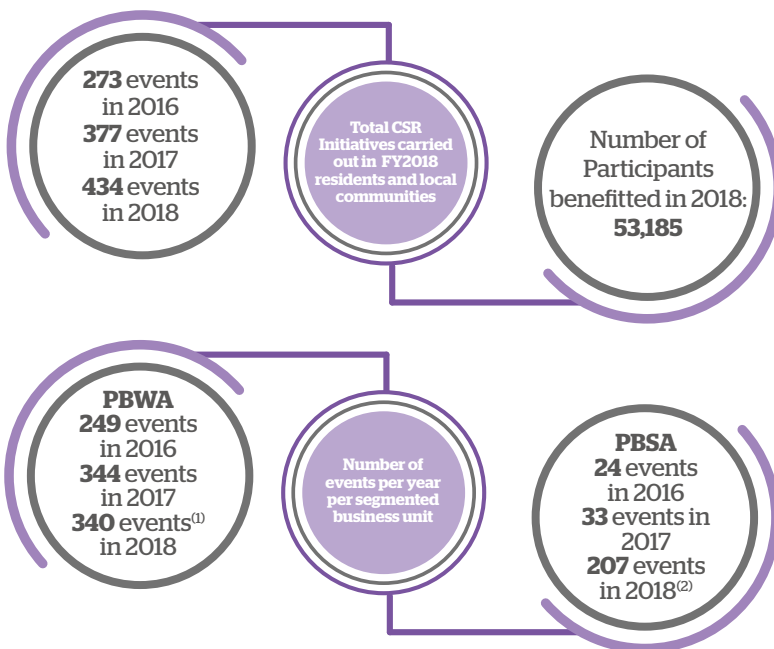 273 events
in 2016
377 events
in 2017
434 events
in 2018
Total CSR
Initiatives carried
out in FY2018
residents and local
communities
Number of
Participants
benefitted in 2018:
53,185
PBWA
249 events
in 2016
344 events
in 2017
340 events(1)
in 2018
Number of
events per year
per segmented
business unit
PBSA
24 events
in 2016
33 events in
2017
207 events
in 2018(2)